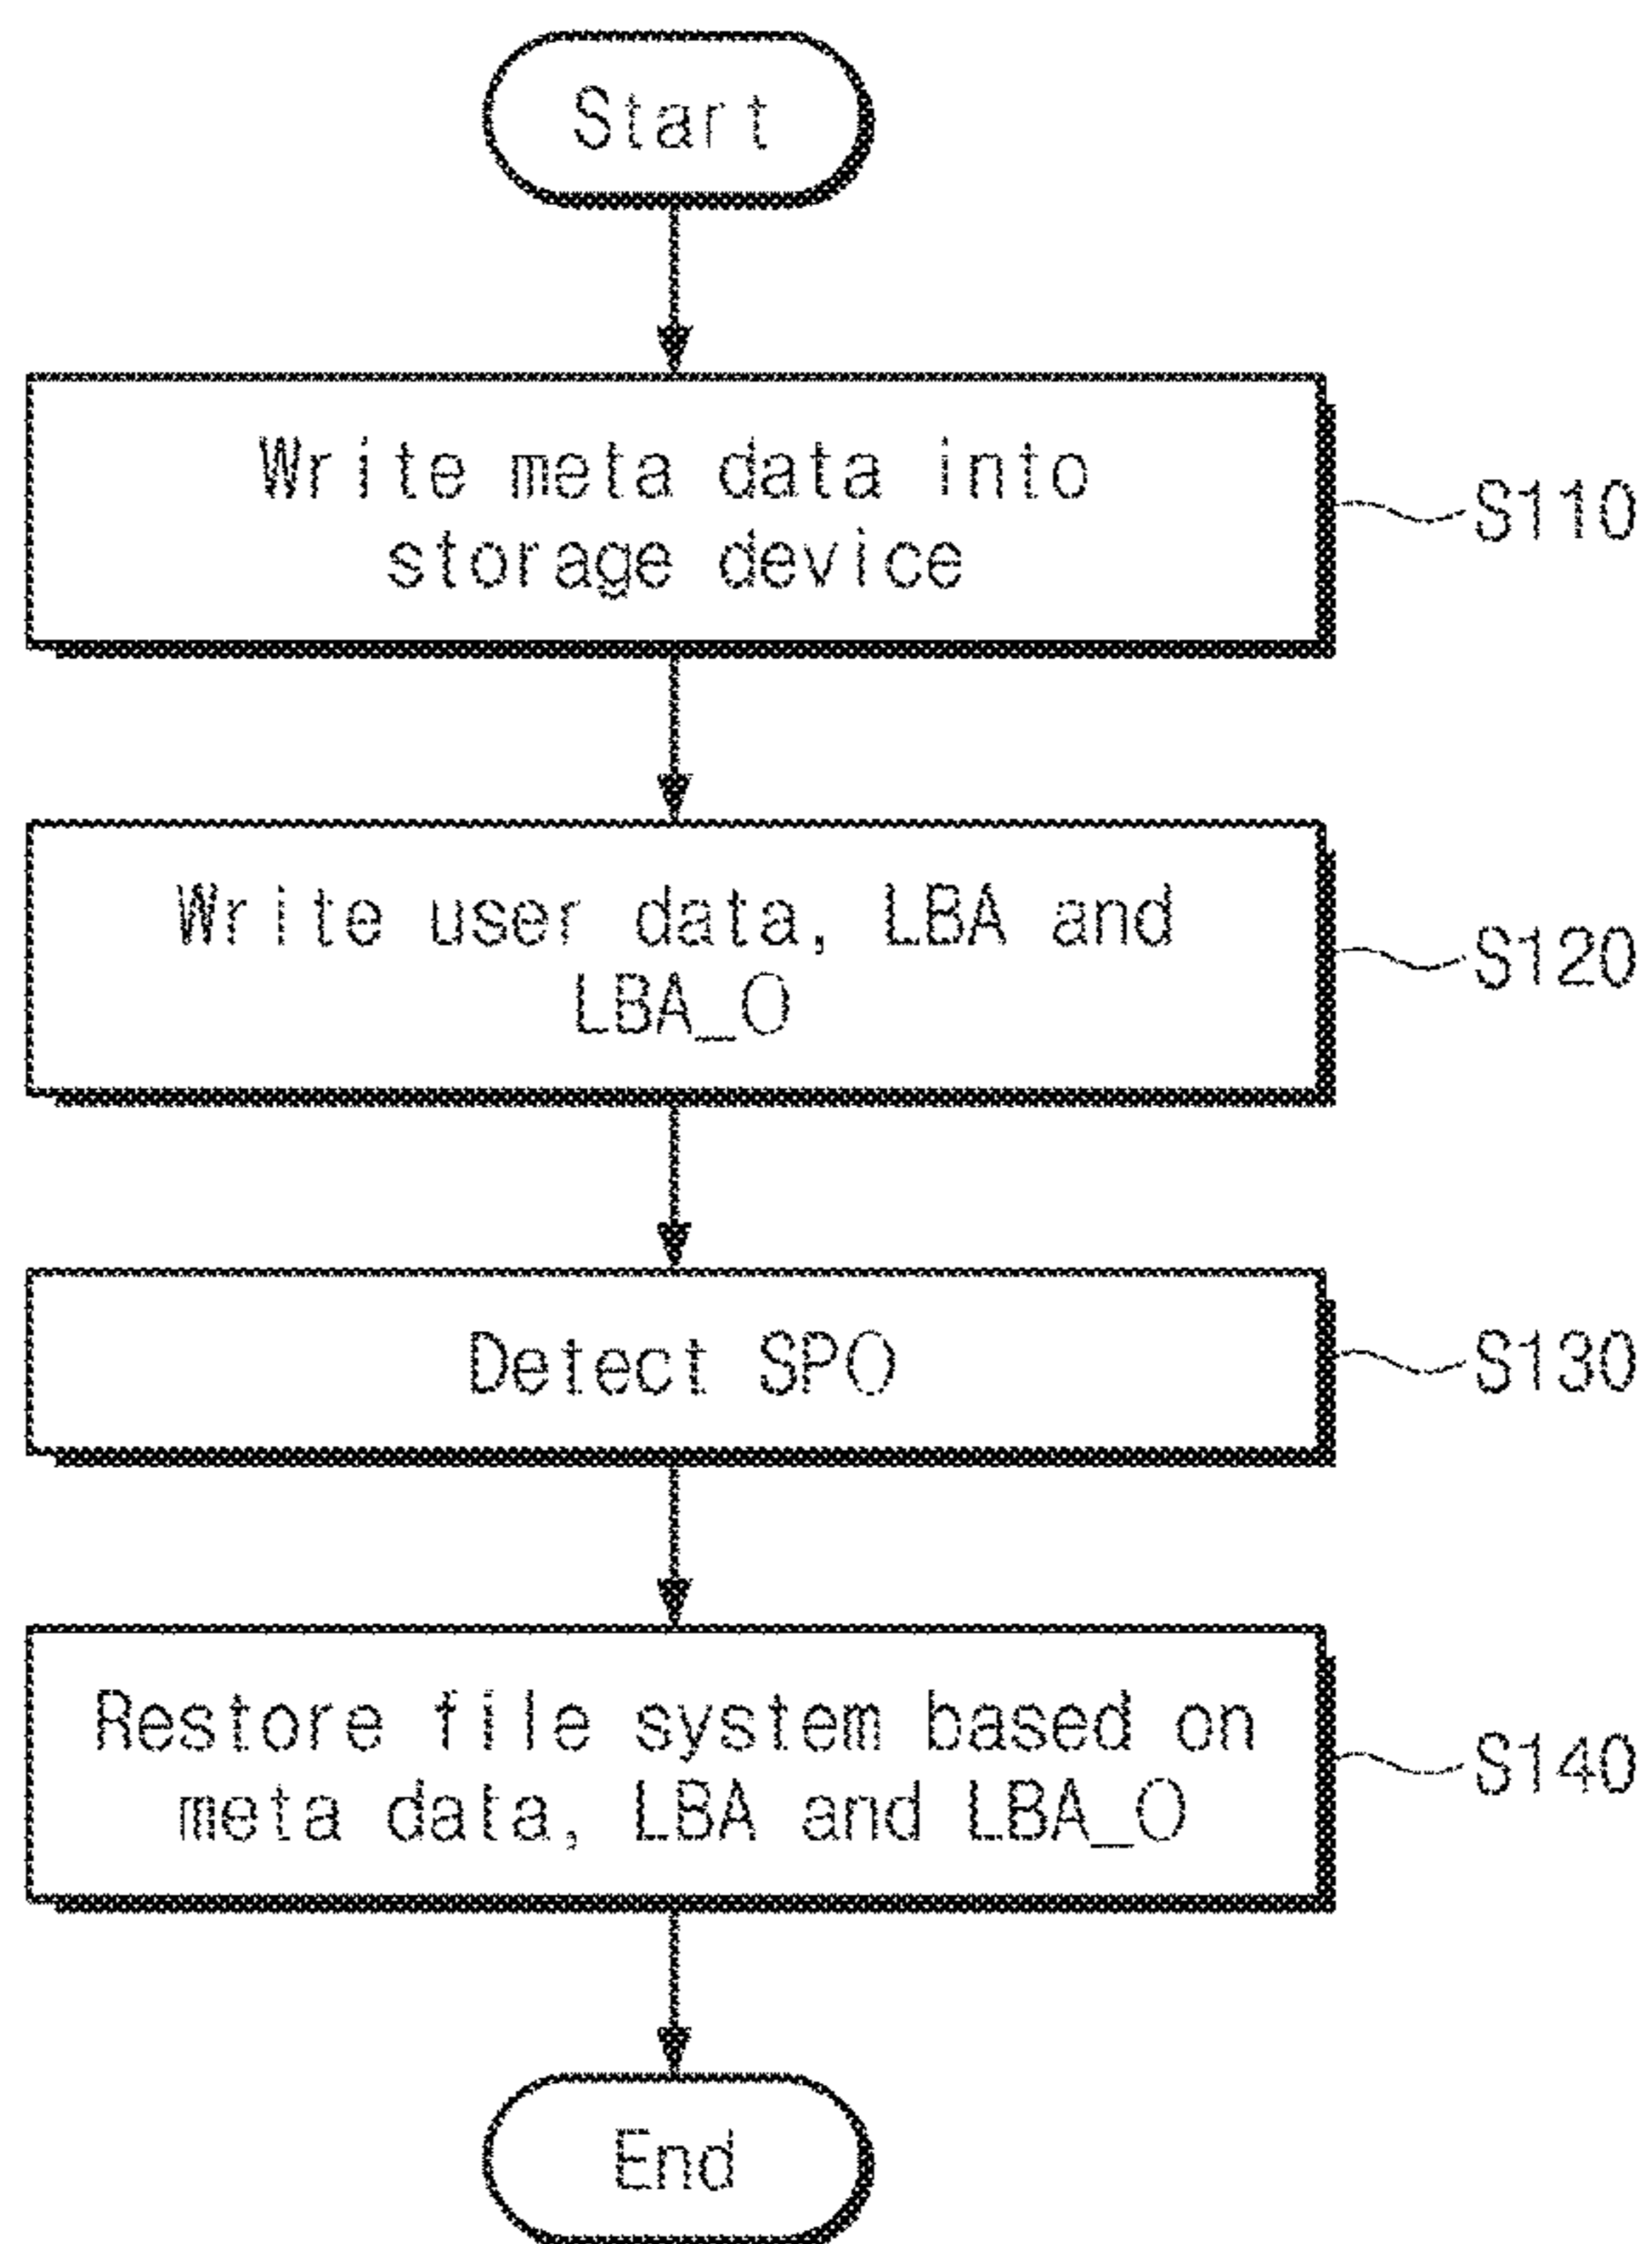 Start
Write meta data into
storage device
S110
Write user data, LBA and
LBA_O
S120
Detect SPO
S130
Restore file system based on
meta data, LBA and LBA_O
S140
End